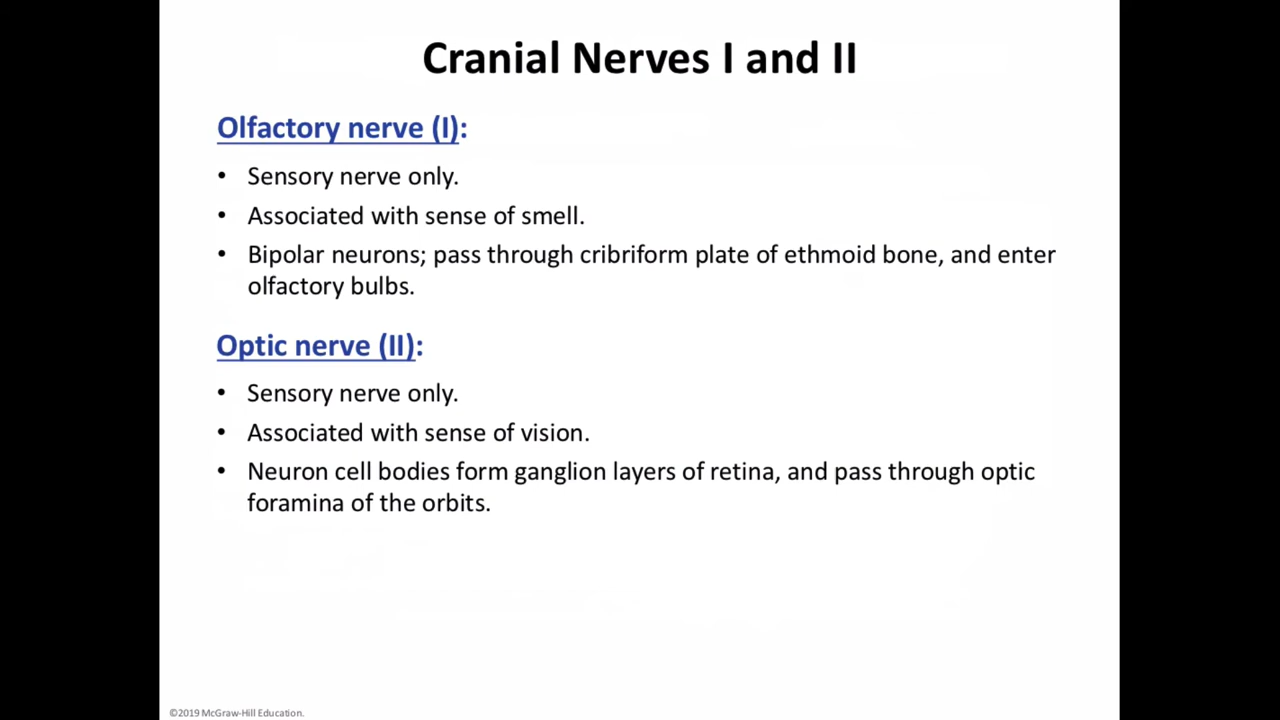 Cranial Nerves I and II
Olfactory nerve (I):
• Sensory nerve only.
• Associated with sense of smell.
• Bipolar neurons; pass through cribriform plate of ethmoid bone, and enter
olfactory bulbs.
Optic nerve (II):
• Sensory nerve only.
• Associated with sense of vision.
• Neuron cell bodies form ganglion layers of retina, and pass through optic
foramina of the orbits.
©2019 McGraw-Hill Education.